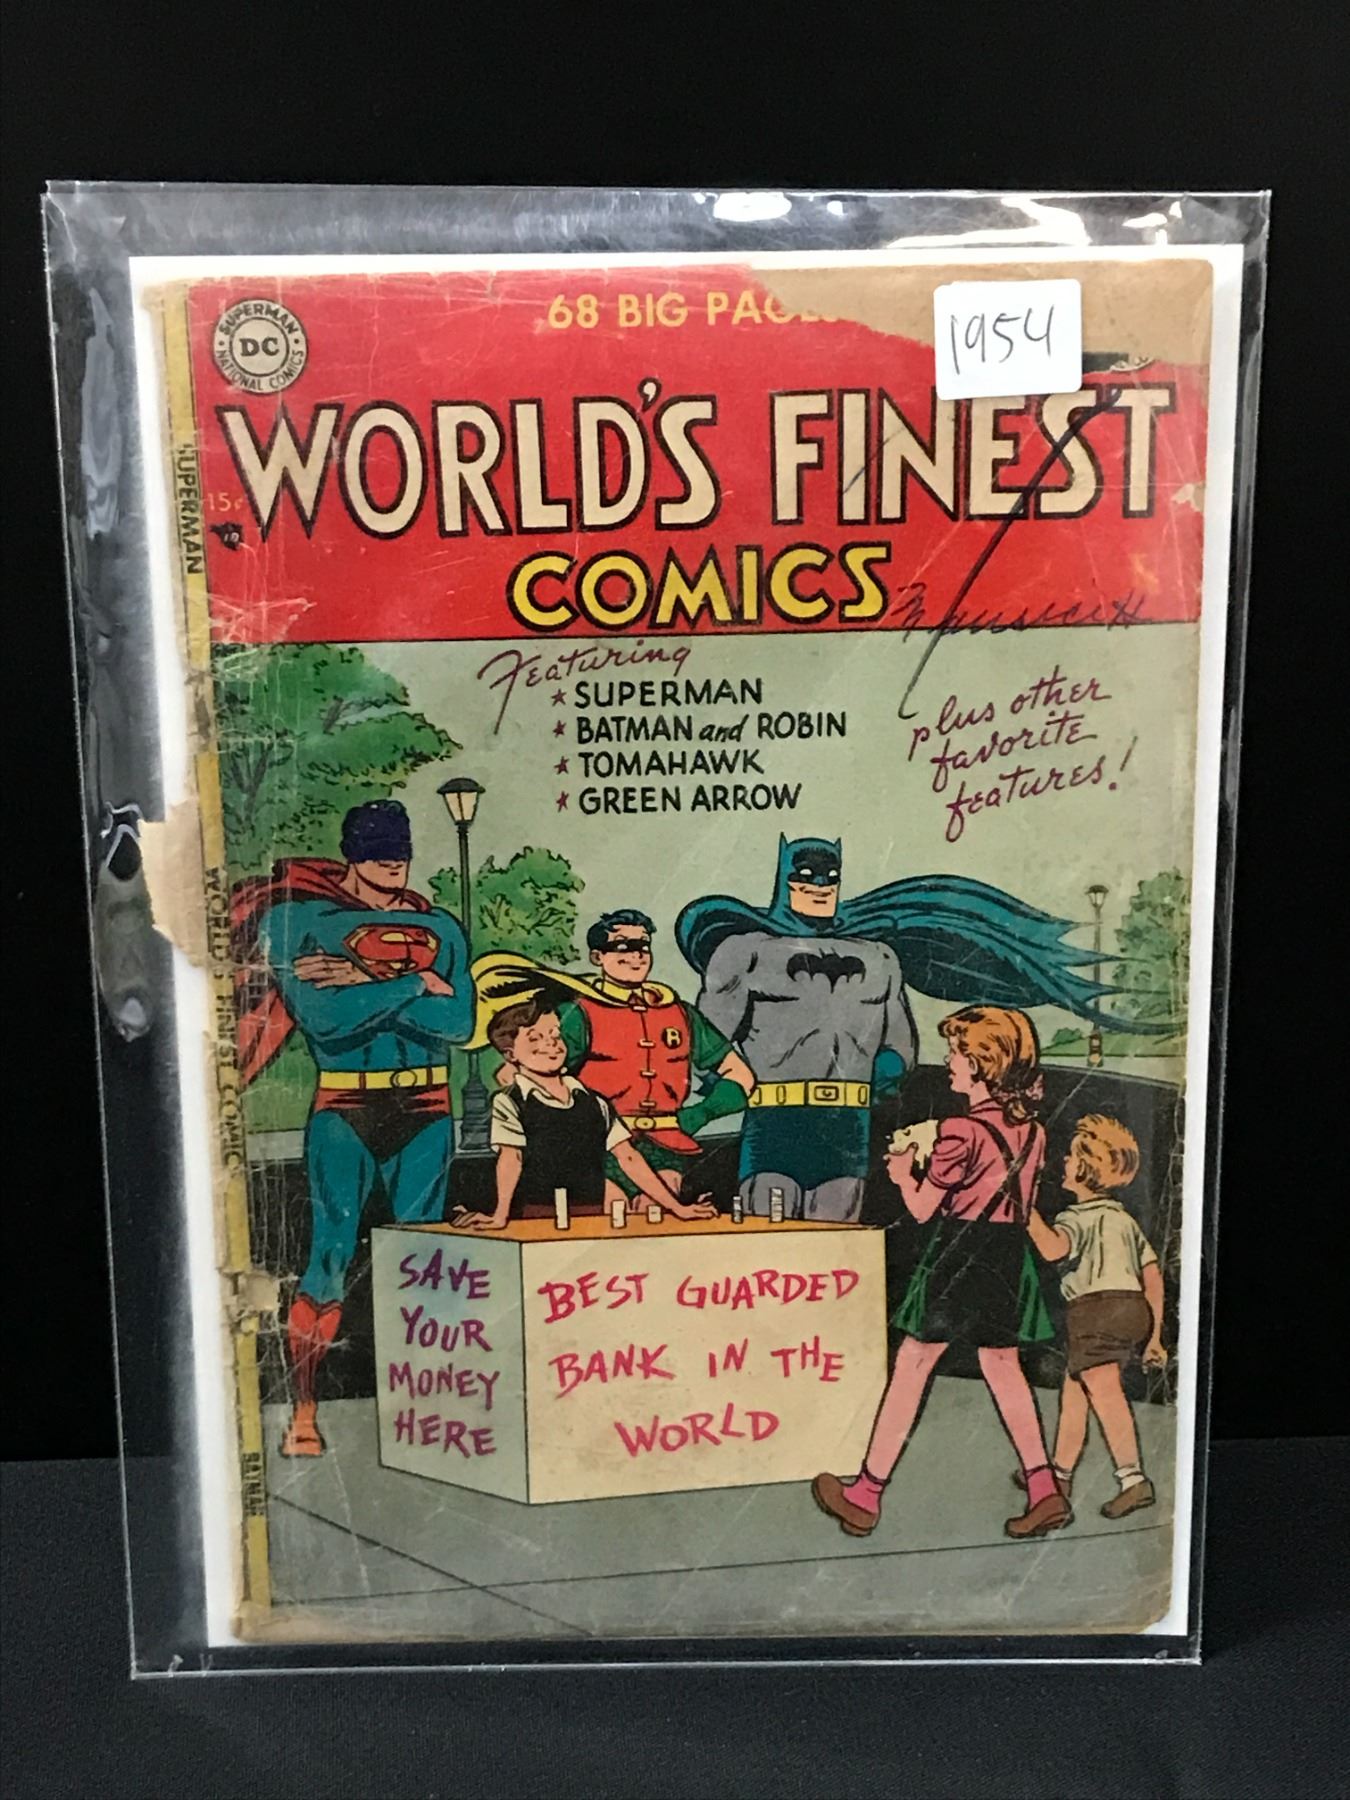 68 BIG PAGES
1954
SUPERMAN
DC
NATIONAL COMICS
WORLD'S FINEST
15¢
COMICS
Featuring
★ SUPERMAN
★ BATMAN and ROBIN
★ TOMAHAWK
★ GREEN ARROW
plus other
favorite
features!
R
SAVE
YOUR
MONEY
HERE
BEST GUARDED
BANK IN THE
WORLD
SUPERMAN
WORLD'S FINEST COMIC
BATMAN